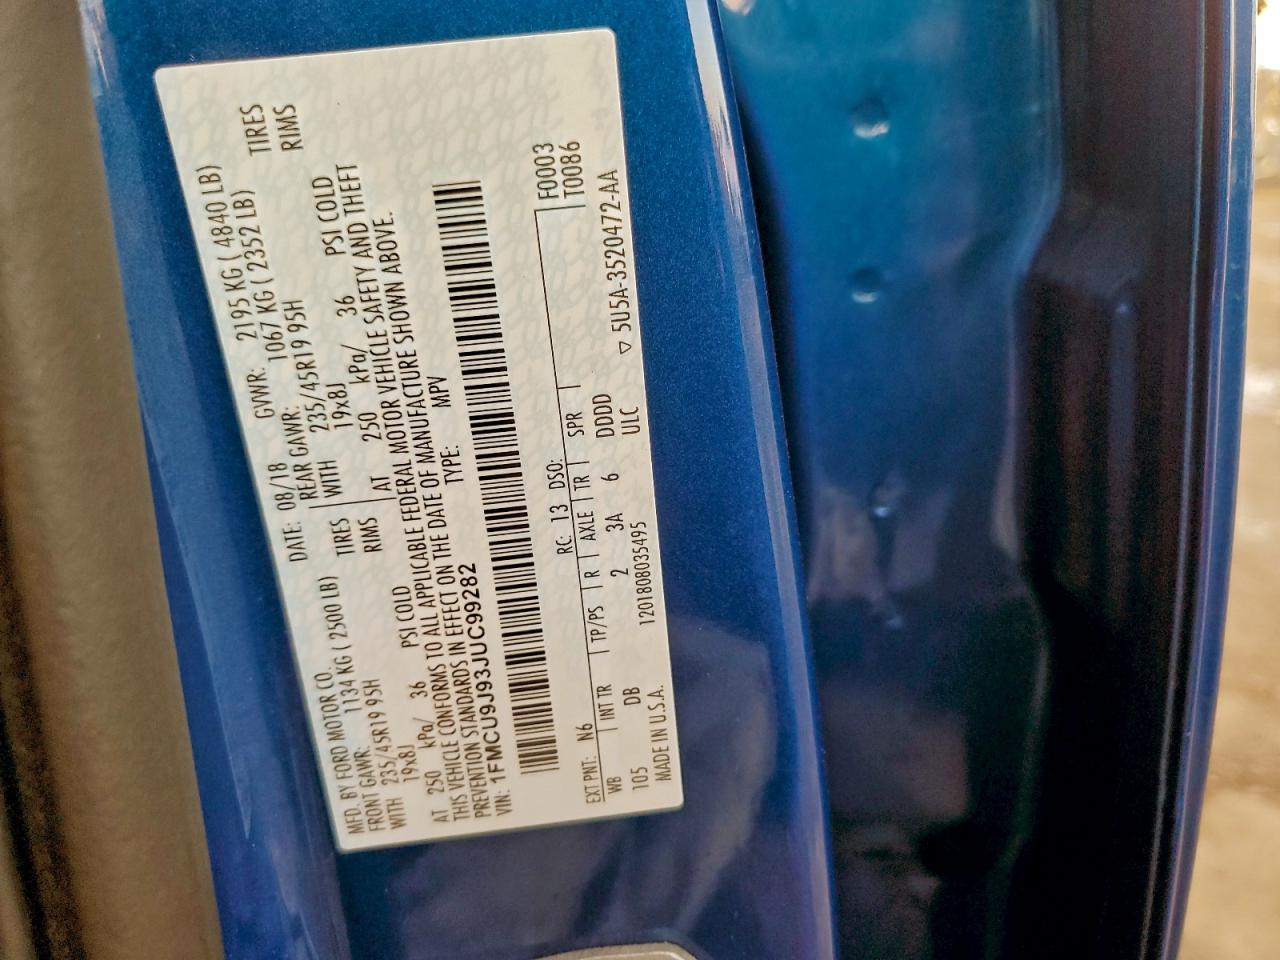 MFD. BY FORD MOTOR CO. DATE: 08/18 GVWR: 2195 KG ( 4840 LB)
FRONT GAWR: 1134 KG ( 2500 LB) REAR GAWR: 1067 KG ( 2352 LB)
WITH 235/45R19 95H TIRES WITH 235/45R19 95H TIRES
19x8J RIMS 19x8J RIMS
AT 250 kPa/ 36 PSI COLD AT 250 kPa/ 36 PSI COLD
THIS VEHICLE CONFORMS TO ALL APPLICABLE FEDERAL MOTOR VEHICLE SAFETY AND THEFT
PREVENTION STANDARDS IN EFFECT ON THE DATE OF MANUFACTURE SHOWN ABOVE.
VIN: 1FMCU9J93JUC99282 TYPE: MPV
F0003
EXT PNT: N6 RC: 13 DSO: T0086
WB INT TR TP/PS R AXLE TR SPR
105 DB 2 3A 6 DDDD
MADE IN U.S.A. 1201808035495 ULC ▽ 5U5A-3520472-AA